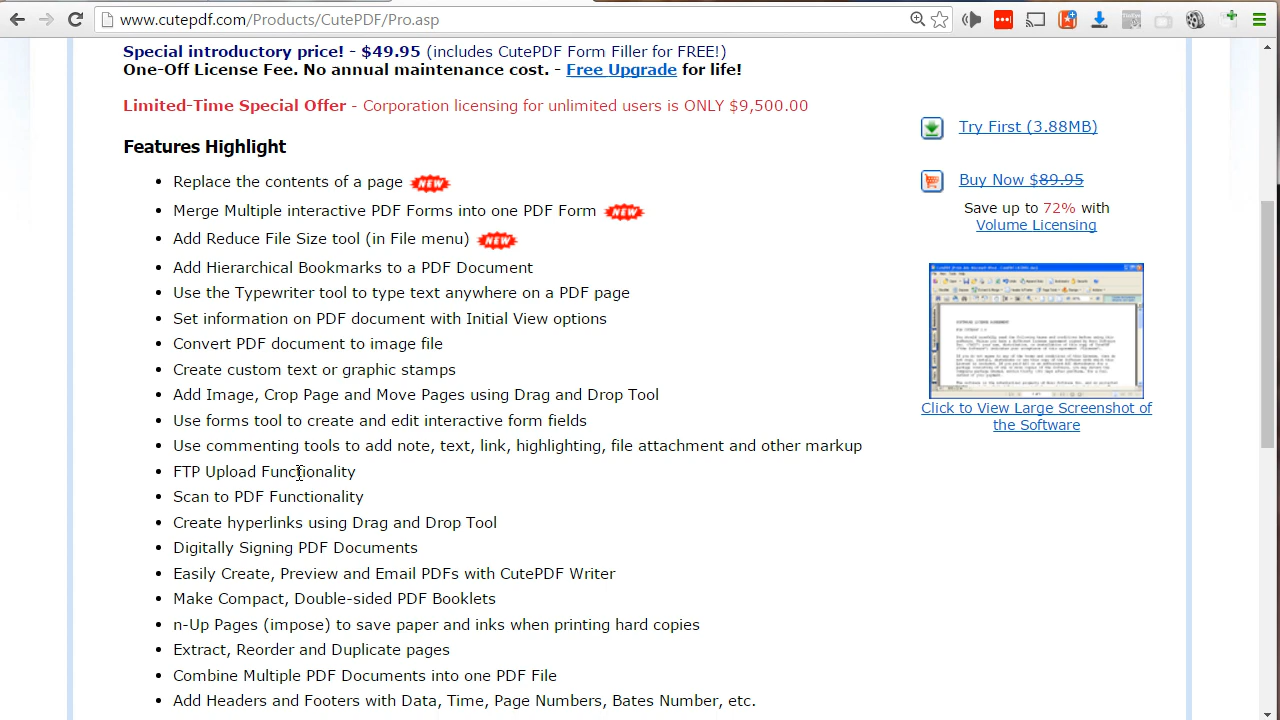 www.cutepdf.com/Products/CutePDF/Pro.asp
Special introductory price! - $49.95 (includes CutePDF Form Filler for FREE!)
One-Off License Fee. No annual maintenance cost. - Free Upgrade for life!
Limited-Time Special Offer - Corporation licensing for unlimited users is ONLY $9,500.00
Features Highlight
Replace the contents of a page NEW
Merge Multiple interactive PDF Forms into one PDF Form NEW
Add Reduce File Size tool (in File menu) NEW
Add Hierarchical Bookmarks to a PDF Document
Use the Typewriter tool to type text anywhere on a PDF page
Set information on PDF document with Initial View options
Convert PDF document to Image file
Create custom text or image stamps
Add Image, Crop Pages and Move Pages using Drag and Drop Tool
Use forms tool to create and edit interactive form fields
Use commenting tools to add note, text, link, highlighting, file attachment and other markup
FTP Upload Functionality
Scan to PDF Functionality
Create hyperlinks using Drag and Drop Tool
Digitally Signing PDF Documents
Easily Create, Preview and Email PDFs with CutePDF Writer
Make Compact, Double-sided PDF Booklets
n-Up Pages (impose) to save paper and inks when printing hard copies
Extract, Reorder and Duplicate pages
Combine Multiple PDF Documents into one PDF File
Add Headers and Footers with Data, Time, Page Numbers, Bates Number, etc.
Try First (3.88MB)
Buy Now $89.95
Save up to 72% with
Volume Licensing
Click to View Large Screenshot of
the Software